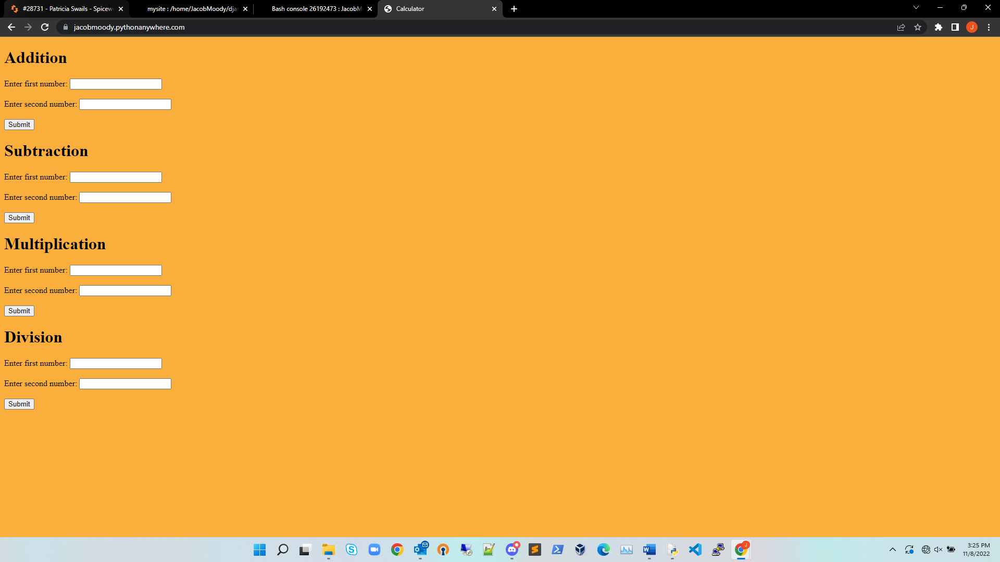 #28731 - Patricia Swails - Spicew
mysite : /home/JacobMoody/dja
Bash console 26192473 : JacobM
Calculator
jacobmoody.pythonanywhere.com
J
Addition
Enter first number:
Enter second number:
Submit
Subtraction
Enter first number:
Enter second number:
Submit
Multiplication
Enter first number:
Enter second number:
Submit
Division
Enter first number:
Enter second number:
Submit
3:25 PM
11/8/2022